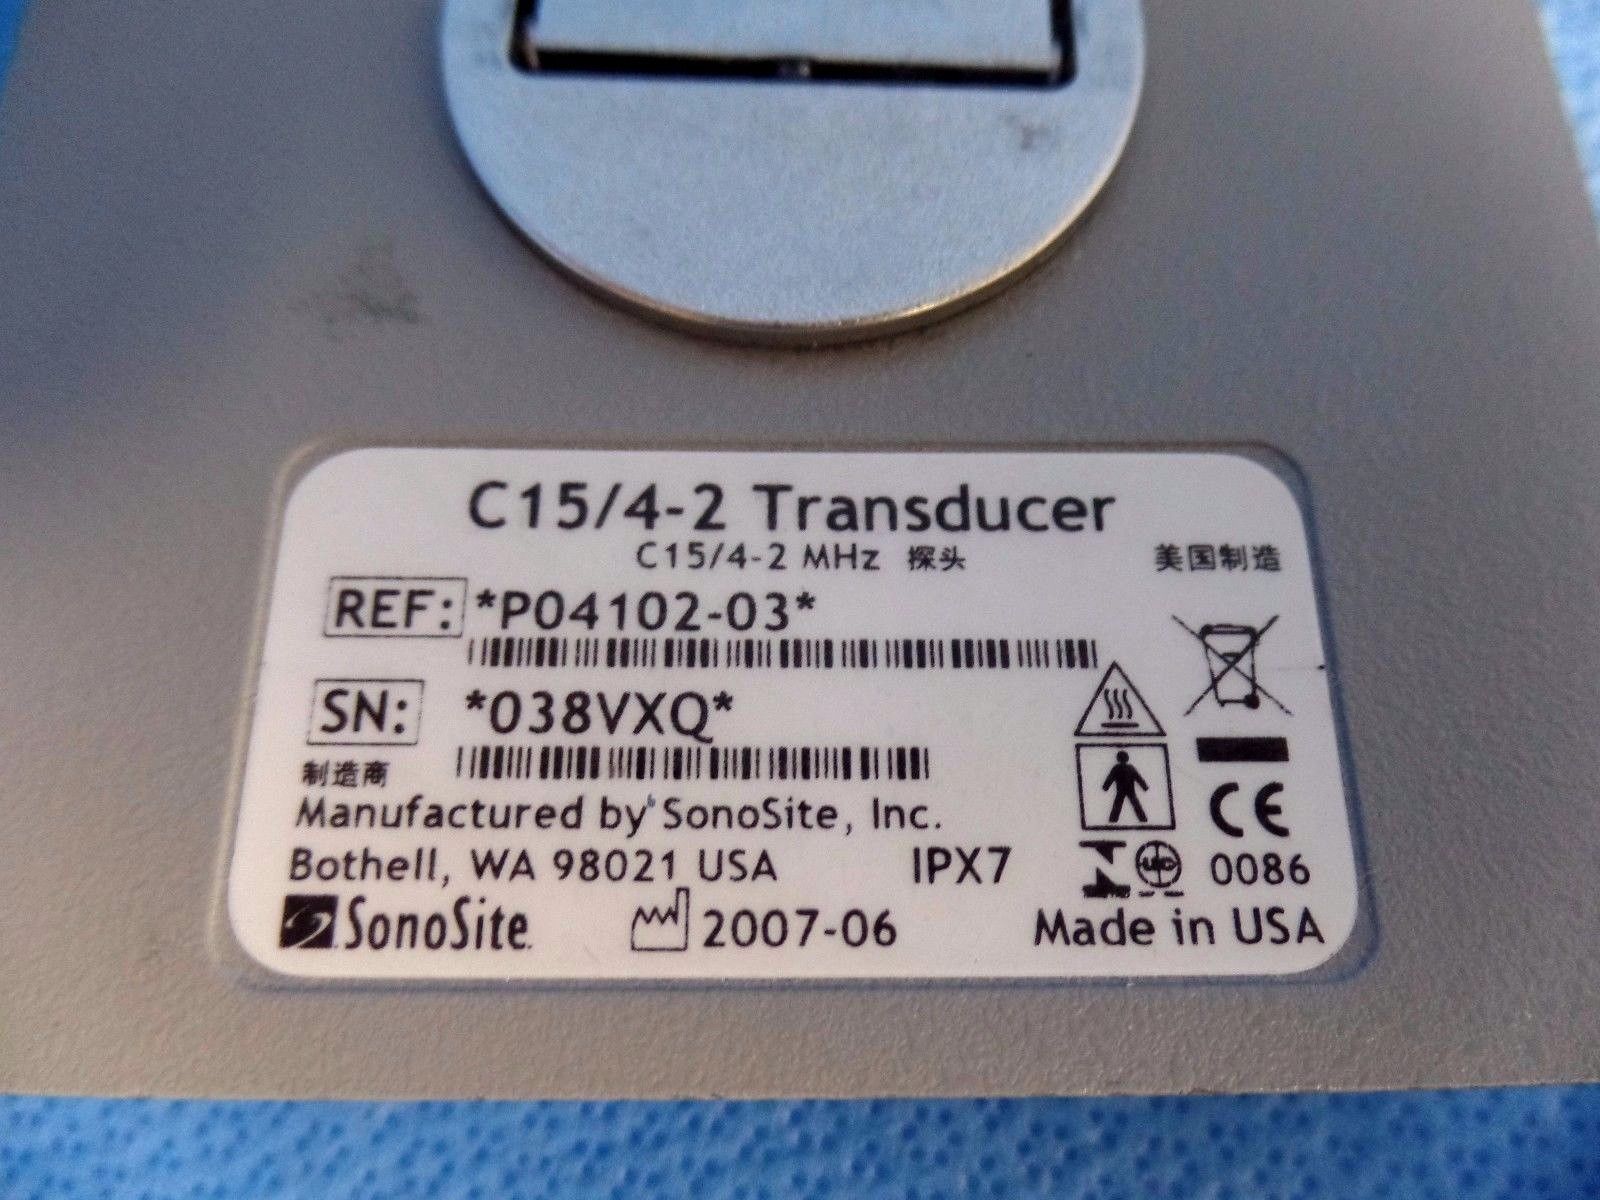 C15/4-2 Transducer
C15/4-2 MHz 探头 美国制造
REF: *P04102-03*
SN: *038VXQ*
制造商
Manufactured by SonoSite, Inc.
Bothell, WA 98021 USA IPX7 0086
SonoSite 2007-06 Made in USA
CE